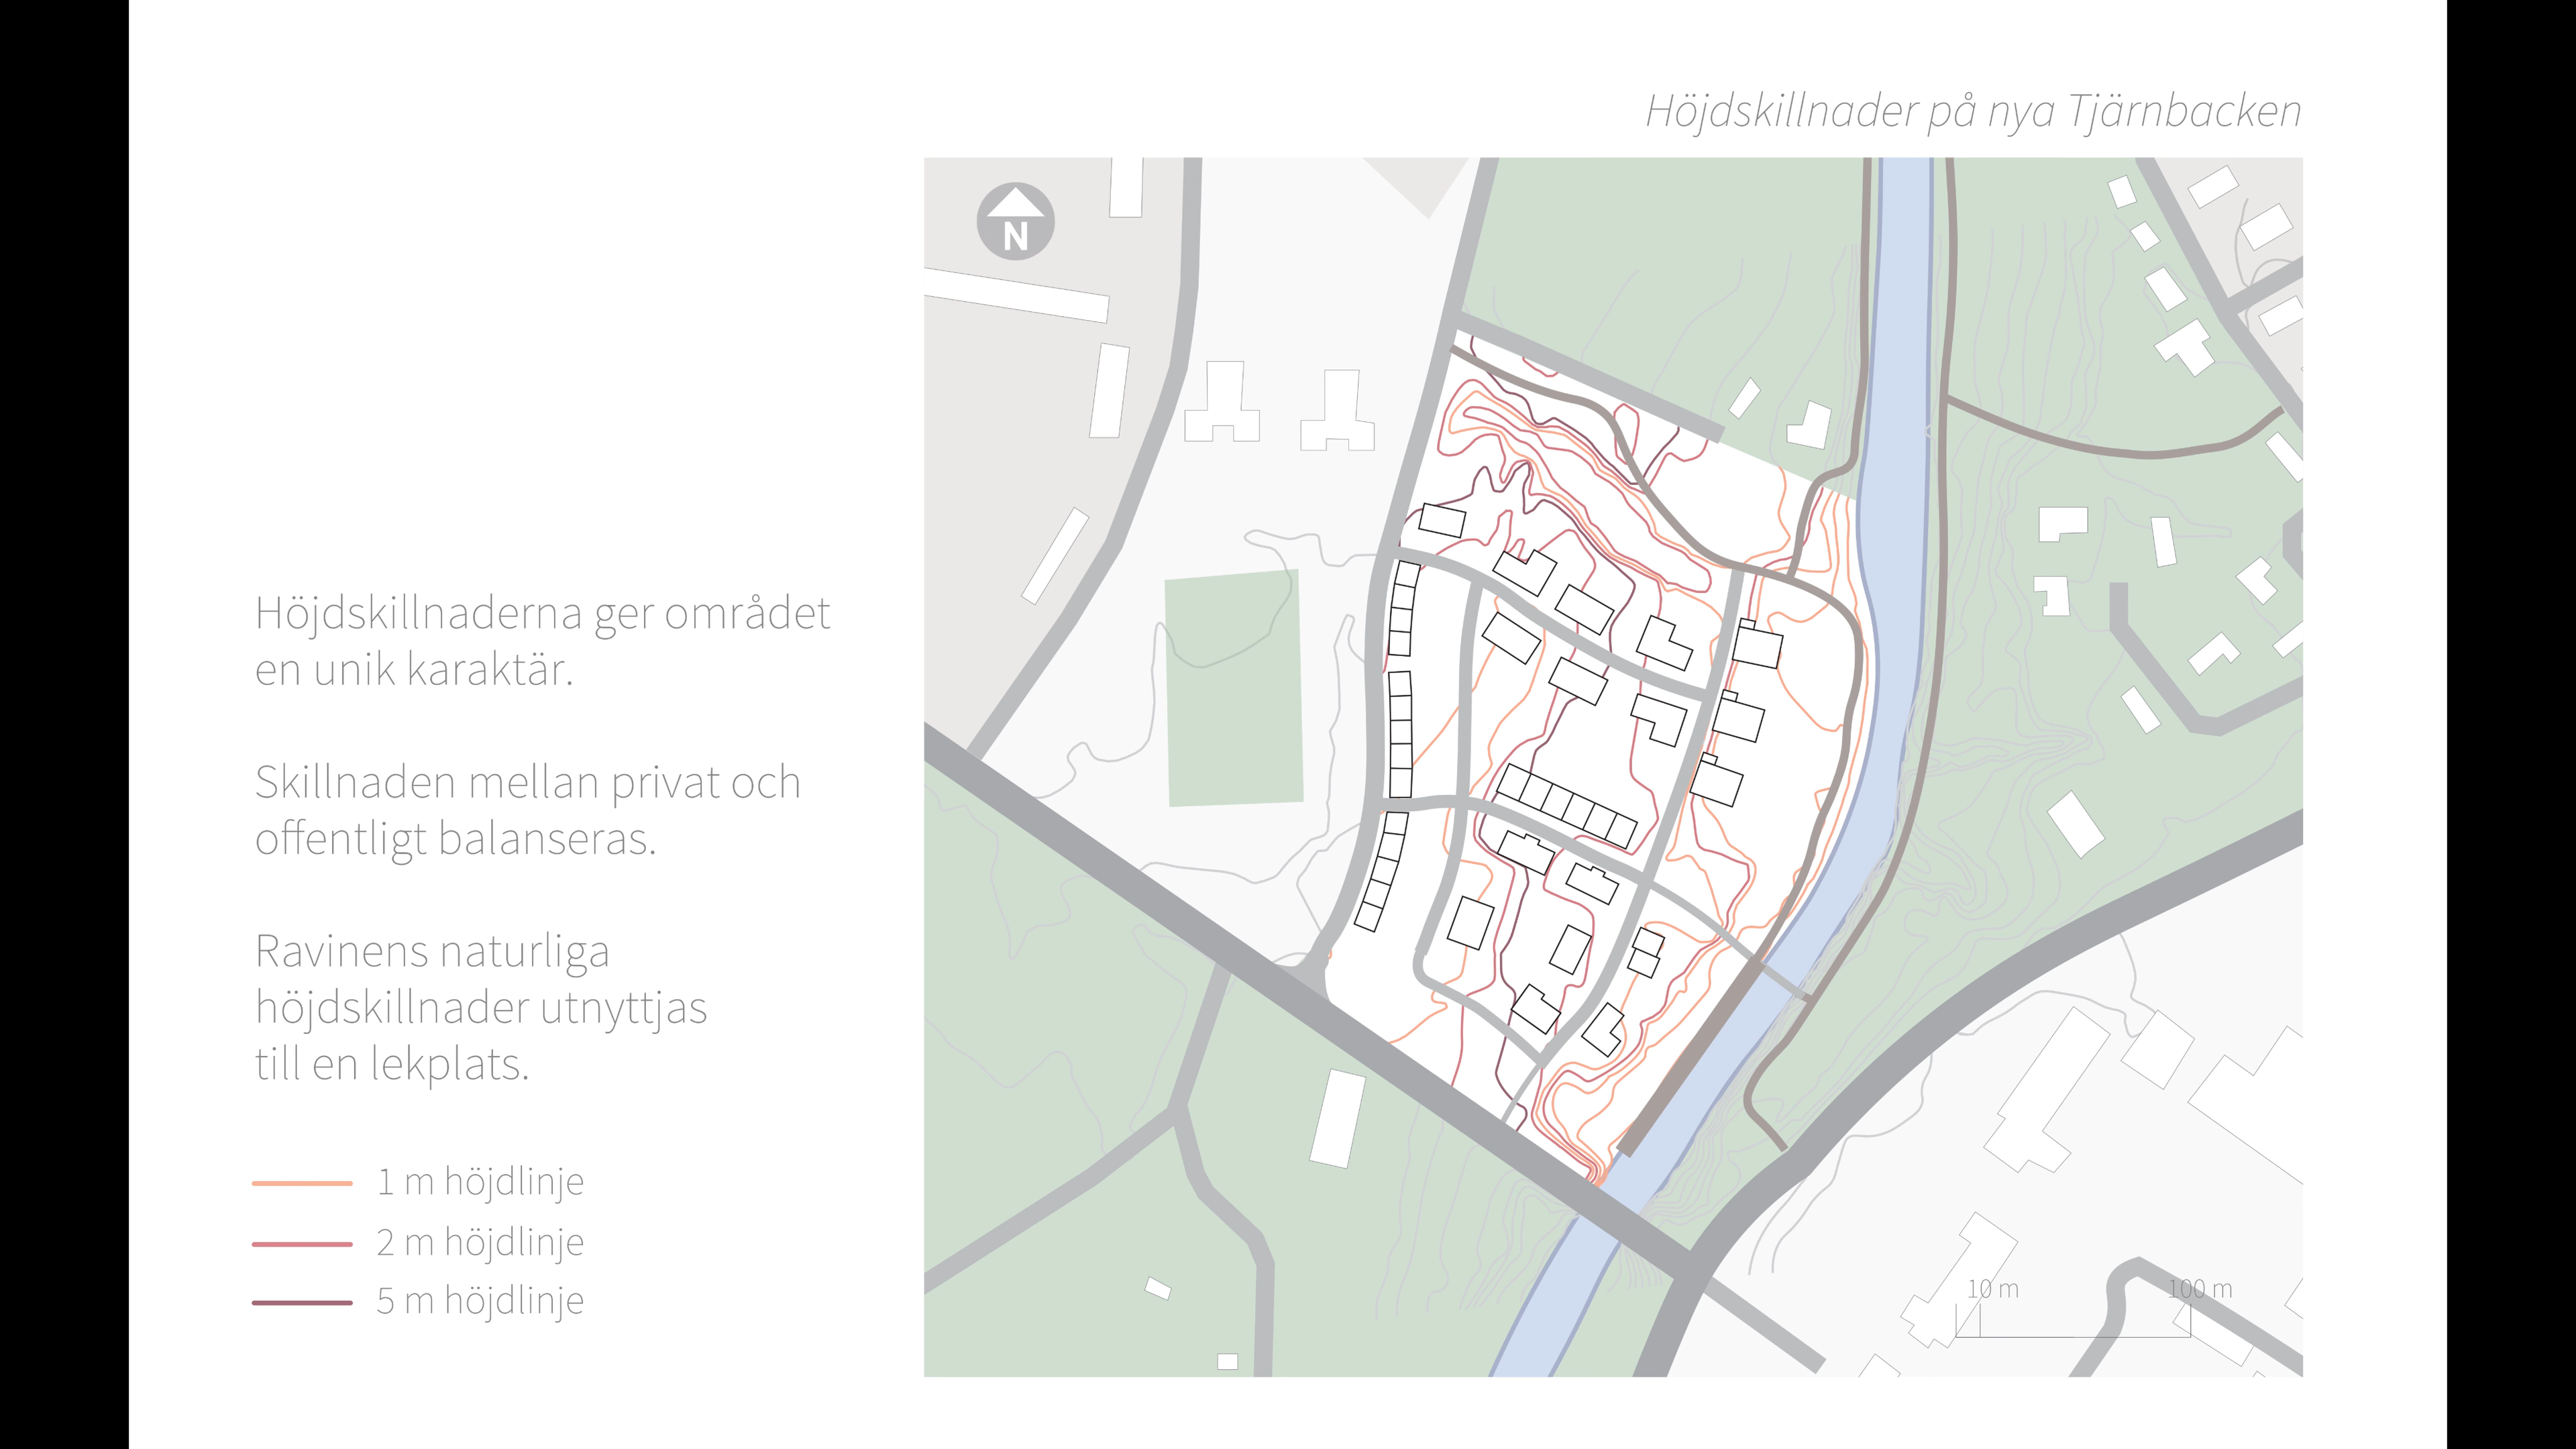 Höjdskillnader på nya Tjärnbacken
N
Höjdskillnaderna ger området
en unik karaktär.
Skillnaden mellan privat och
offentligt balanseras.
Ravinens naturliga
höjdskillnader utnyttjas
till en lekplats.
1 m höjdlinje
2 m höjdlinje
5 m höjdlinje
10 m 100 m